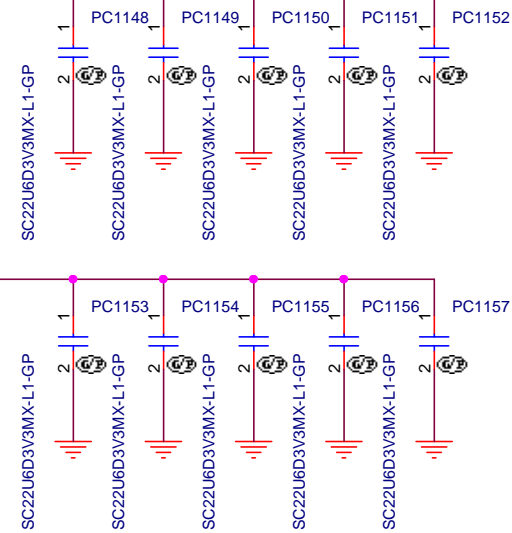 PC1148 PC1149 PC1150 PC1151 PC1152
1 1 1 1 1
2 G/P 2 G/P 2 G/P 2 G/P 2 G/P
SC22U6D3V3MX-L1-GP
SC22U6D3V3MX-L1-GP
SC22U6D3V3MX-L1-GP
SC22U6D3V3MX-L1-GP
SC22U6D3V3MX-L1-GP
PC1153 PC1154 PC1155 PC1156 PC1157
1 1 1 1 1
2 G/P 2 G/P 2 G/P 2 G/P 2 G/P
SC22U6D3V3MX-L1-GP
SC22U6D3V3MX-L1-GP
SC22U6D3V3MX-L1-GP
SC22U6D3V3MX-L1-GP
SC22U6D3V3MX-L1-GP